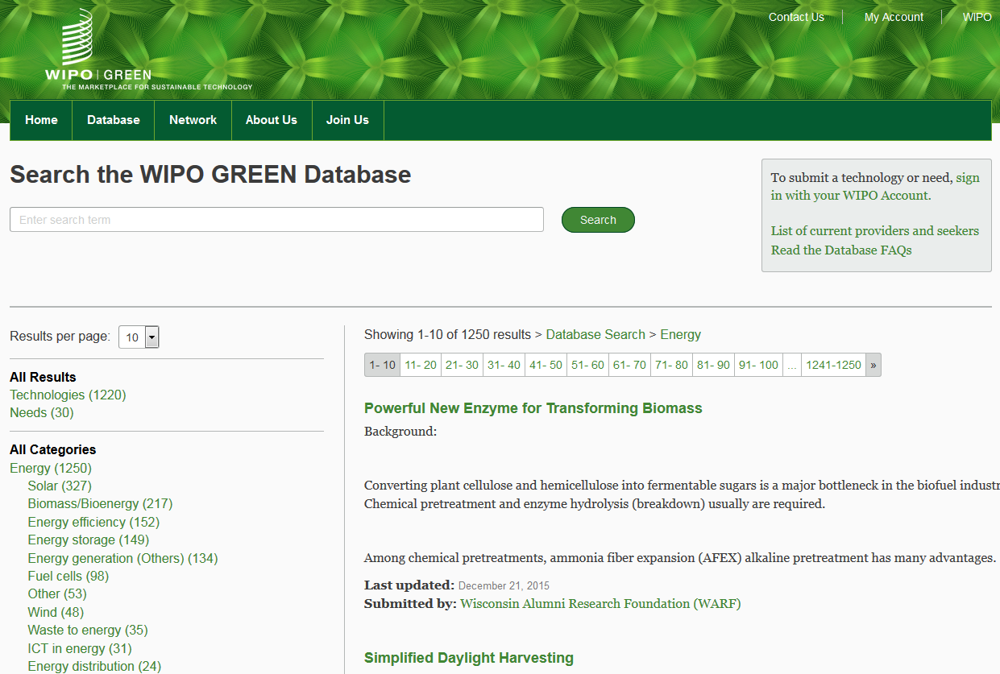 Contact Us
My Account
WIPO
WIPO | GREEN
THE MARKETPLACE FOR SUSTAINABLE TECHNOLOGY
Home
Database
Network
About Us
Join Us
Search the WIPO GREEN Database
Enter search term
Search
To submit a technology or need, sign
in with your WIPO Account.
List of current providers and seekers
Read the Database FAQs
Results per page: 10
All Results
Technologies (1220)
Needs (30)
All Categories
Energy (1250)
Solar (327)
Biomass/Bioenergy (217)
Energy efficiency (152)
Energy storage (149)
Energy generation (Others) (134)
Fuel cells (98)
Other (53)
Wind (48)
Waste to energy (35)
ICT in energy (31)
Energy distribution (24)
Showing 1-10 of 1250 results > Database Search > Energy
1- 10 11- 20 21- 30 31- 40 41- 50 51- 60 61- 70 71- 80 81- 90 91- 100 ... 1241-1250 »
Powerful New Enzyme for Transforming Biomass
Background:
Converting plant cellulose and hemicellulose into fermentable sugars is a major bottleneck in the biofuel industr
Chemical pretreatment and enzyme hydrolysis (breakdown) usually are required.
Among chemical pretreatments, ammonia fiber expansion (AFEX) alkaline pretreatment has many advantages.
Last updated: December 21, 2015
Submitted by: Wisconsin Alumni Research Foundation (WARF)
Simplified Daylight Harvesting